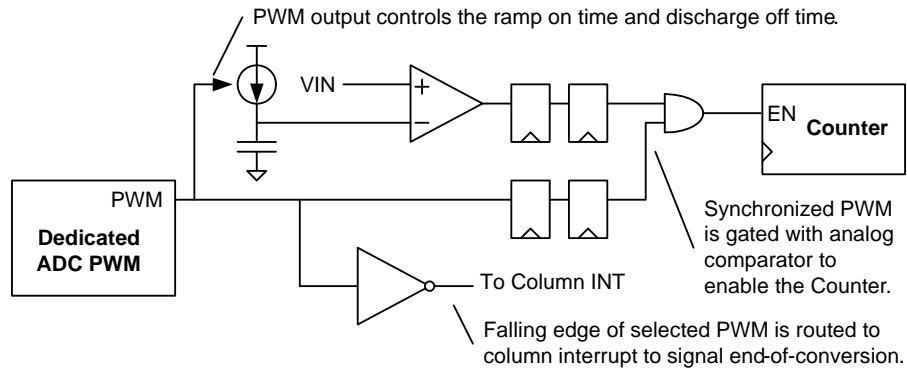 PWM output controls the ramp on time and discharge off time.
VIN
+
−
EN
Counter
PWM
Dedicated
ADC PWM
Synchronized PWM
is gated with analog
comparator to
enable the Counter.
To Column INT
Falling edge of selected PWM is routed to
column interrupt to signal end-of-conversion.